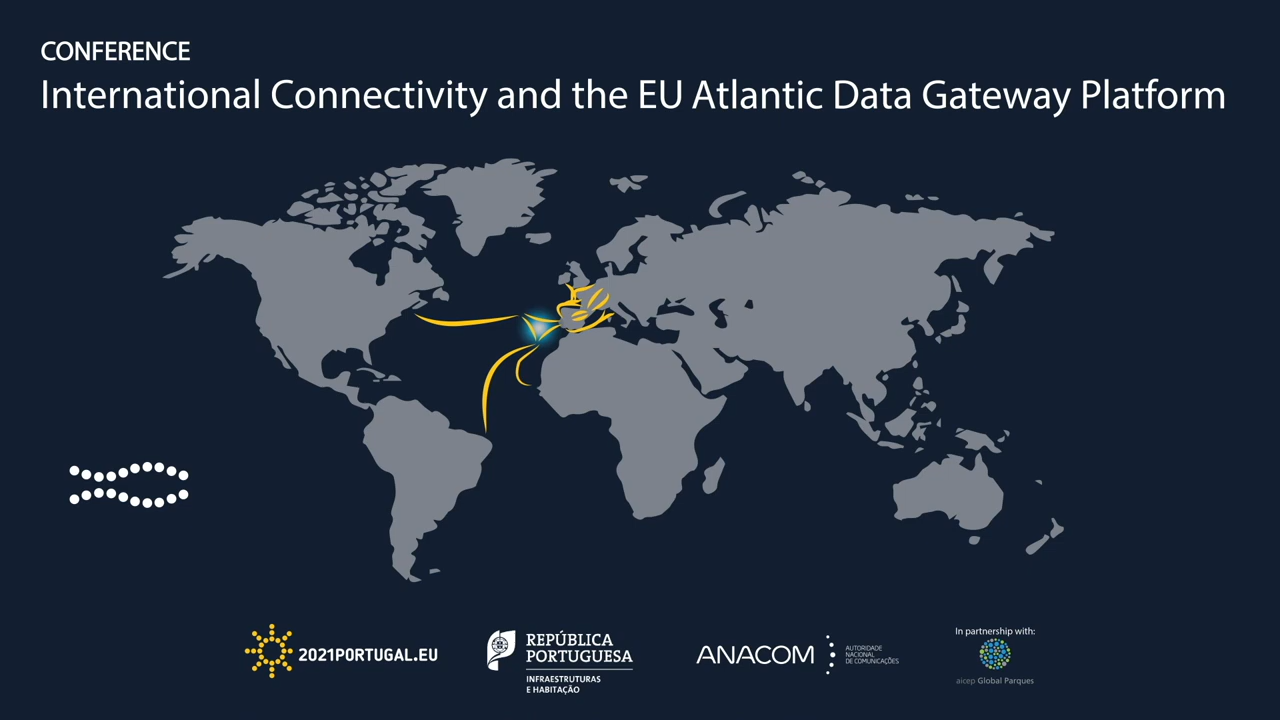 CONFERENCE
International Connectivity and the EU Atlantic Data Gateway Platform
2021PORTUGAL.EU
REPÚBLICA
PORTUGUESA
INFRAESTRUTURAS
E HABITAÇÃO
ANACOM
AUTORIDADE
NACIONAL
DE COMUNICAÇÕES
In partnership with:
aicep Global Parques